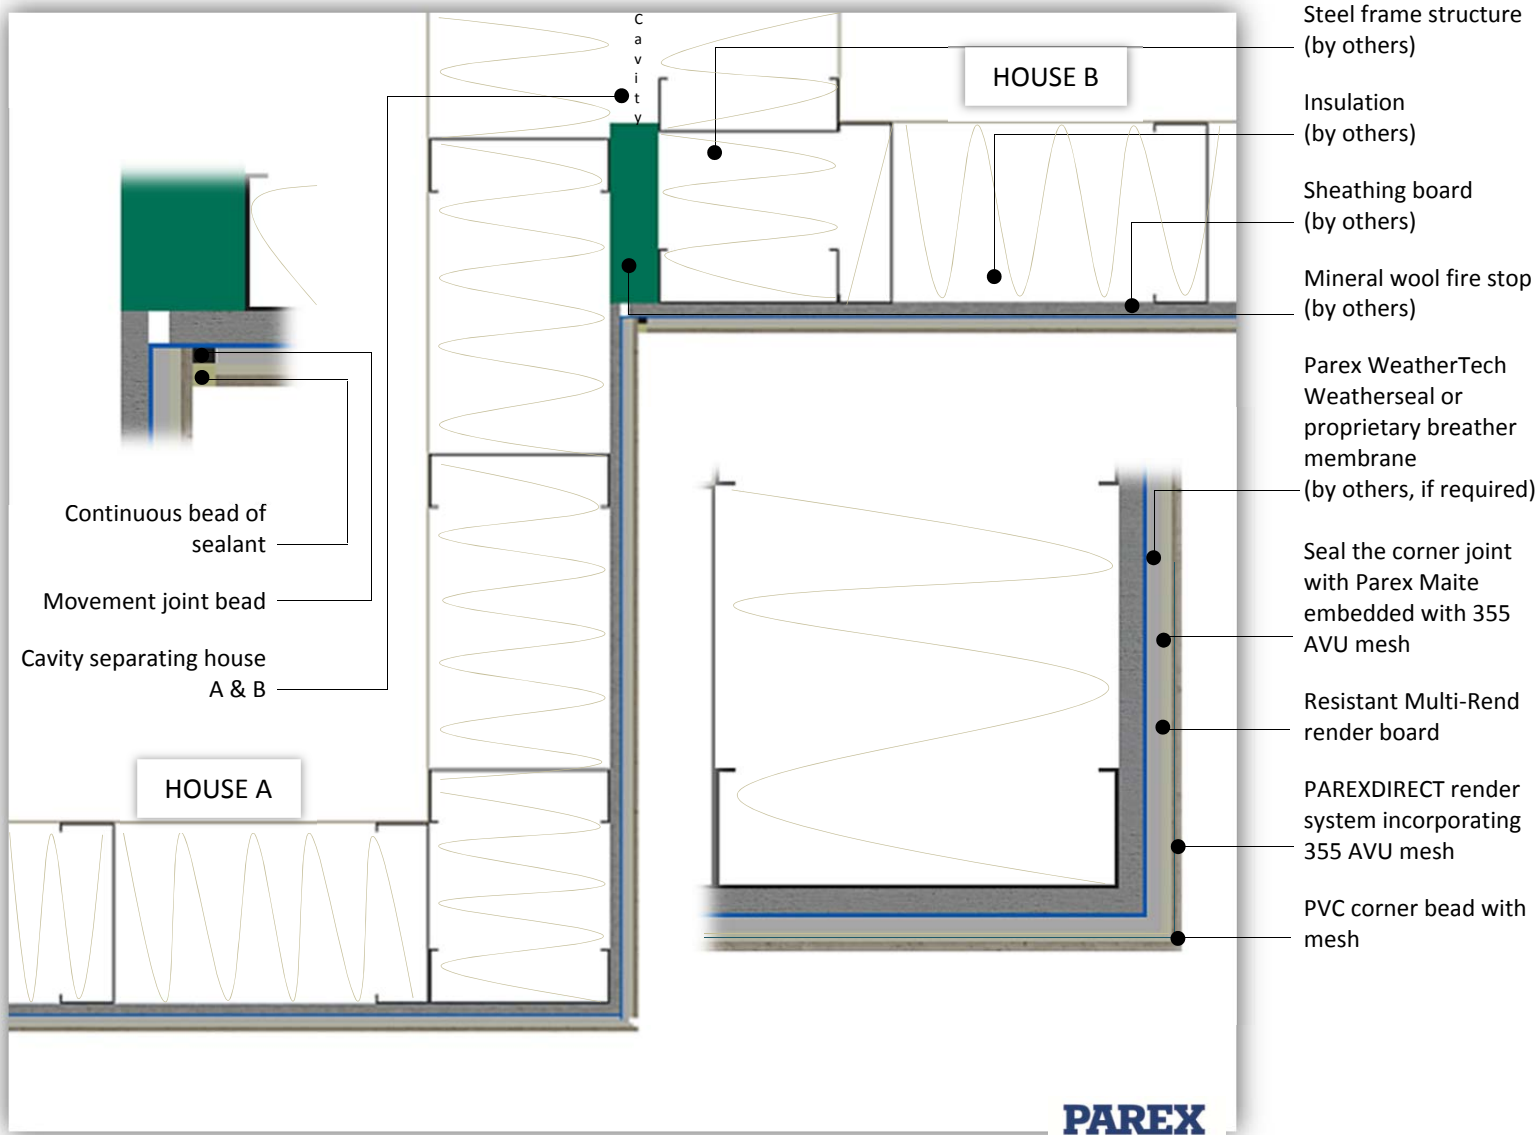 C
a
v
i
t
y
HOUSE B
Steel frame structure
(by others)
Insulation
(by others)
Sheathing board
(by others)
Mineral wool fire stop
(by others)
Parex WeatherTech
Weatherseal or
proprietary breather
membrane
(by others, if required)
Seal the corner joint
with Parex Maite
embedded with 355
AVU mesh
Resistant Multi-Rend
render board
PAREXDIRECT render
system incorporating
355 AVU mesh
PVC corner bead with
mesh
Continuous bead of
sealant
Movement joint bead
Cavity separating house
A & B
HOUSE A
PAREX